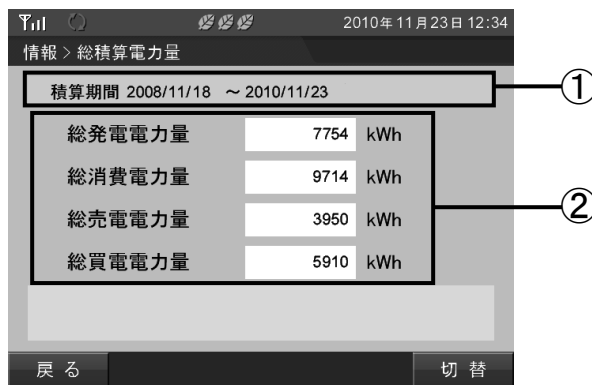 2010年11月23日 12:34
情報 > 総積算電力量
積算期間 2008/11/18 ～ 2010/11/23
①
総発電電力量 7754 kWh
総消費電力量 9714 kWh
②
総売電電力量 3950 kWh
総買電電力量 5910 kWh
戻る 切替